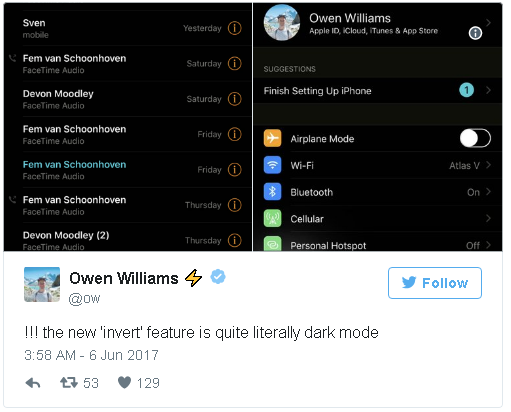 Sven
mobile
Yesterday
Fem van Schoonhoven
FaceTime Audio
Saturday
Devon Moodley
FaceTime Audio
Saturday
Fem van Schoonhoven
FaceTime Audio
Friday
Fem van Schoonhoven
FaceTime Audio
Friday
Fem van Schoonhoven
FaceTime Audio
Thursday
Devon Moodley (2)
FaceTime Audio
Thursday
Owen Williams
Apple ID, iCloud, iTunes & App Store
SUGGESTIONS
Finish Setting Up iPhone 1
Airplane Mode
Wi-Fi Atlas V
Bluetooth On
Cellular
Personal Hotspot Off
Owen Williams⚡
@ow
Follow
!!! the new 'invert' feature is quite literally dark mode
3:58 AM - 6 Jun 2017
53 129